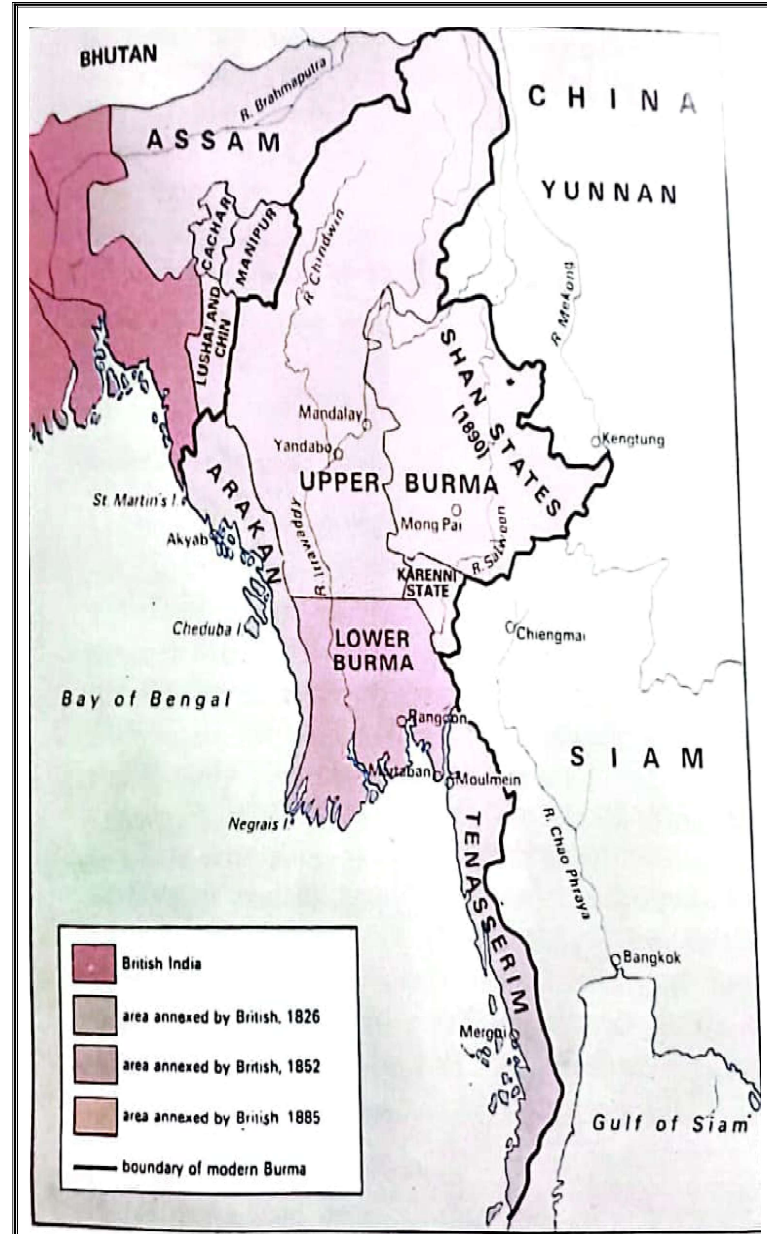 BHUTAN
CHINA
R. Brahmaputra
ASSAM
YUNNAN
CACHAR
MANIPUR
R. Chindwin
LUSHAI AND
CHIN
R Mekong
SHAN STATES
(1890)
Mandalay
Yandabo
Kengtung
UPPER BURMA
ARAKAN
St. Martin's I.
Mong Pai
Akyab
R. Irrawaddy
R. Salween
KARENNI
STATE
Cheduba I
LOWER
BURMA
Chiengmai
Bay of Bengal
Rangoon
SIAM
Martaban
Moulmein
Negrais I.
TENASSERIM
R. Chao Phraya
Bangkok
Mergui
Gulf of Siam
British India
area annexed by British, 1826
area annexed by British, 1852
area annexed by British 1885
boundary of modern Burma